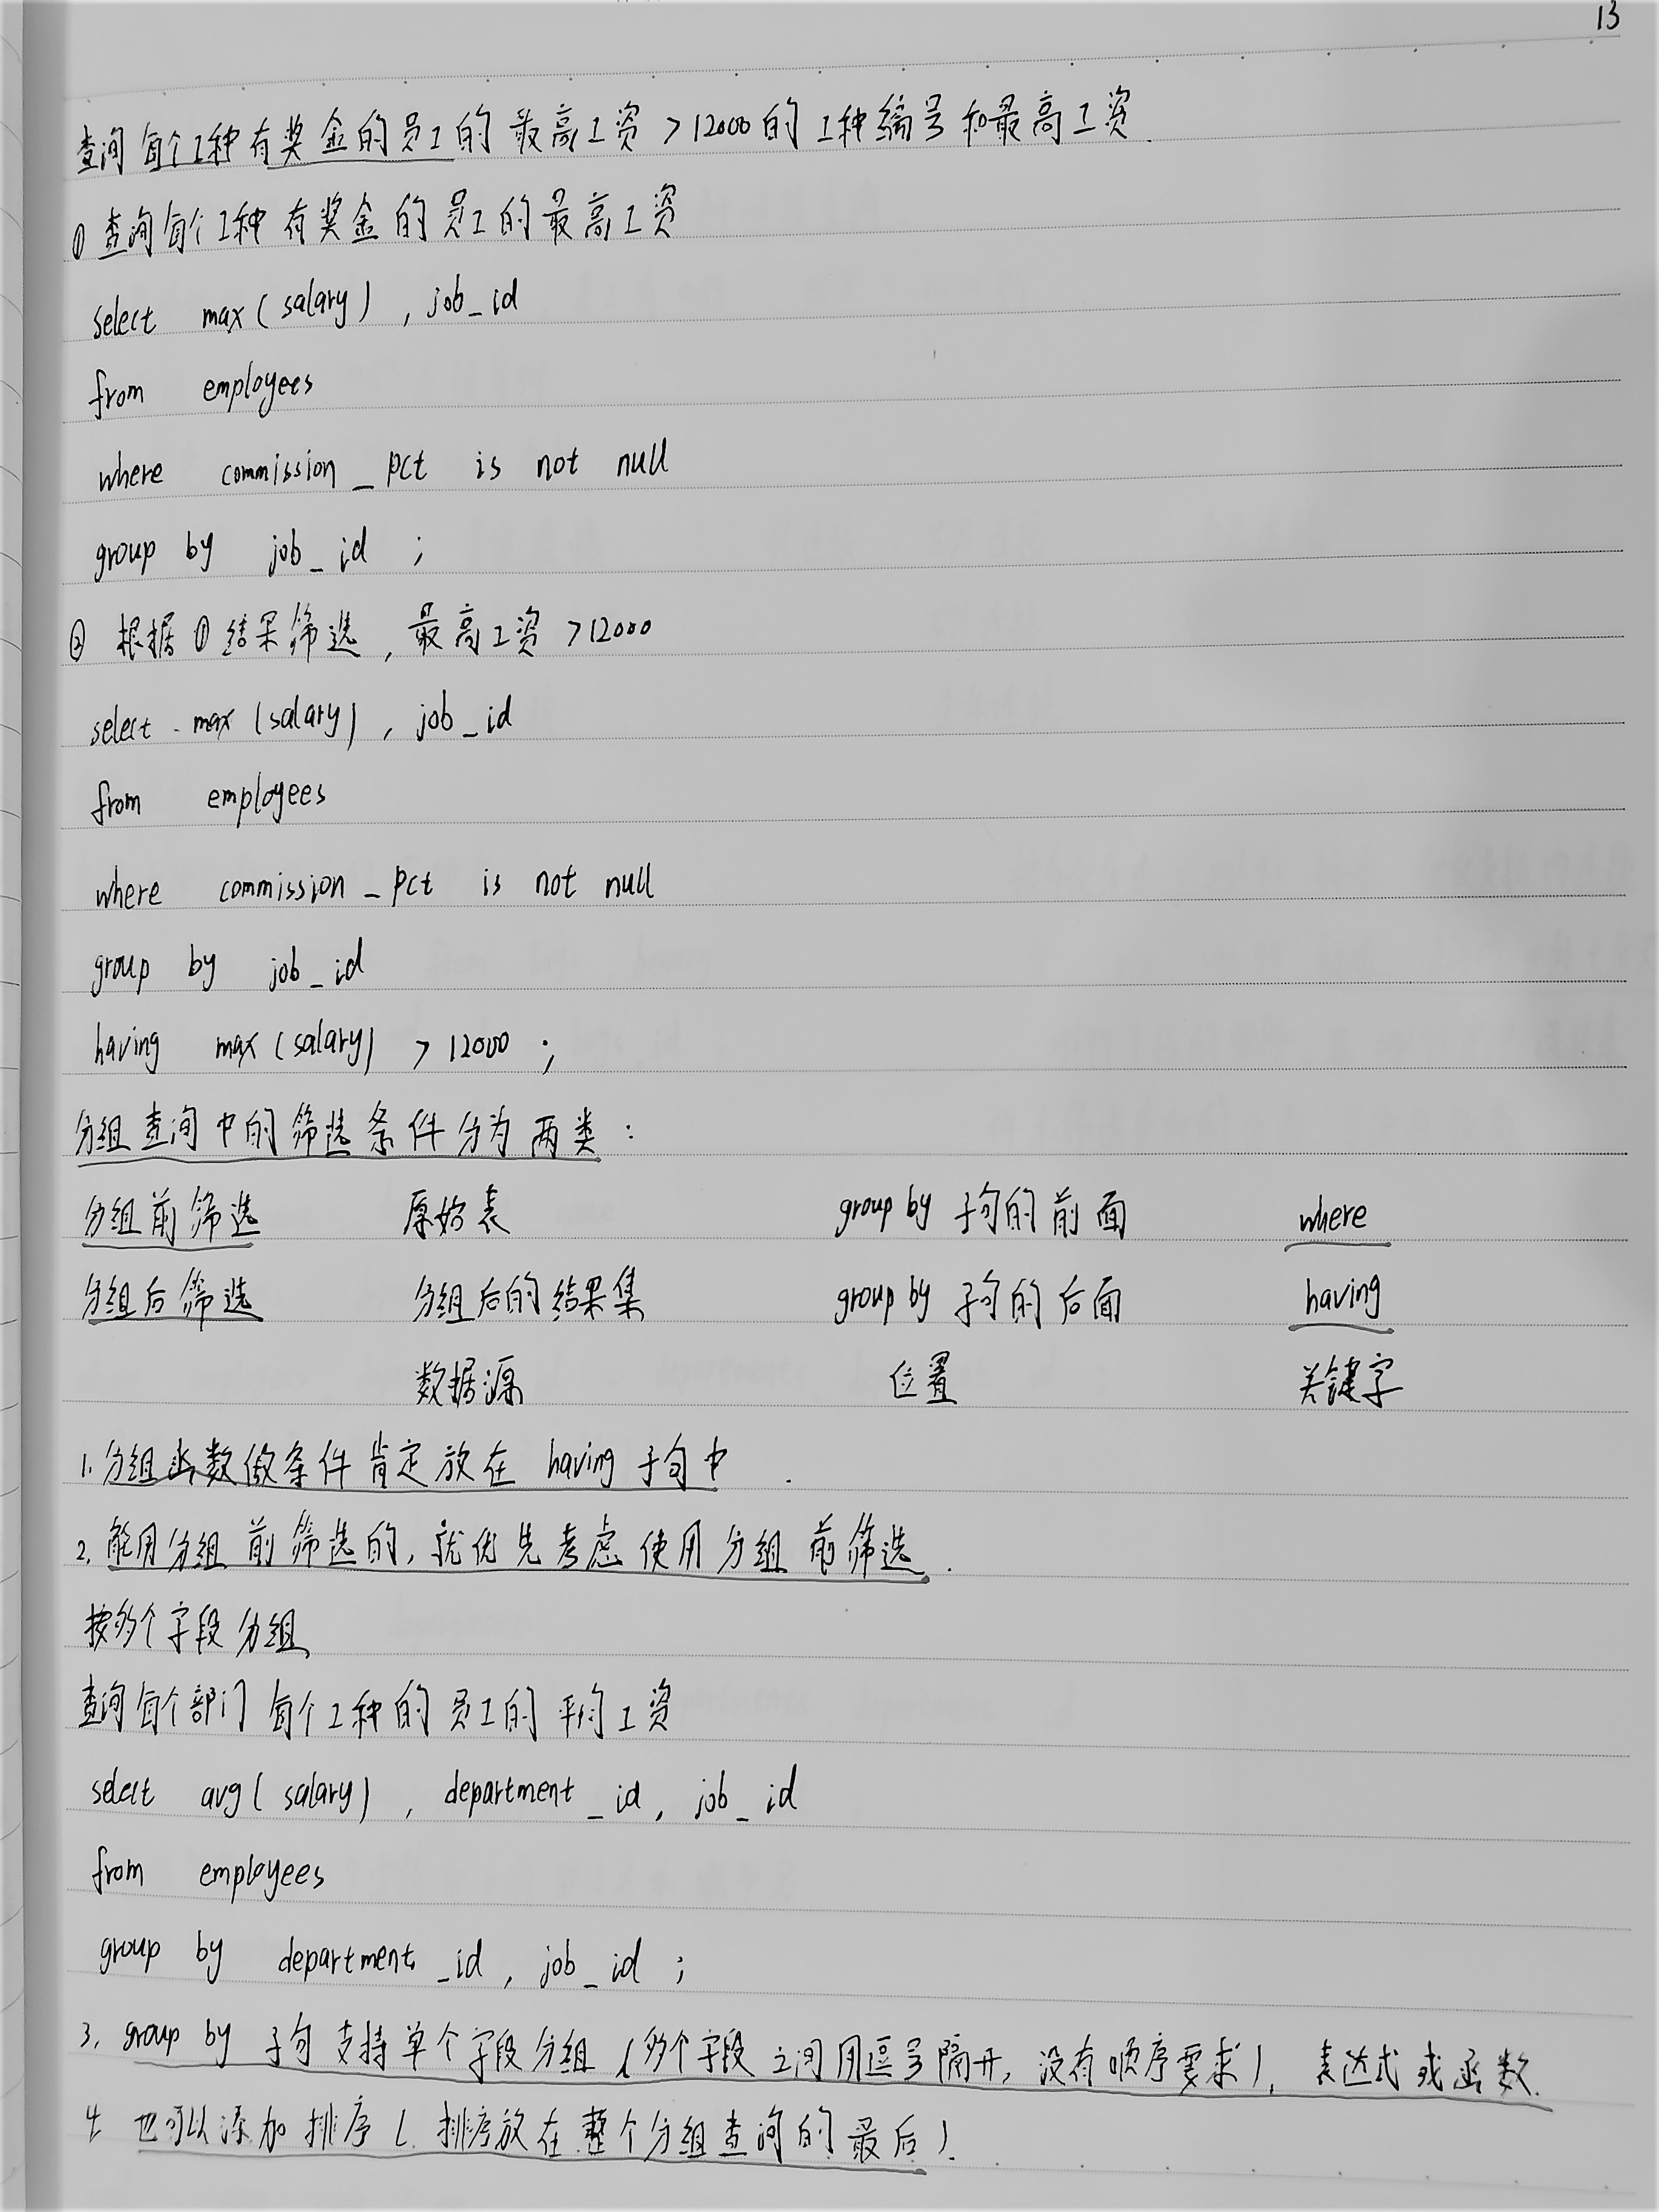 13
查询每个工种有奖金的员工的最高工资>12000的工种编号和最高工资.
① 查询每个工种有奖金的员工的最高工资
select max(salary), job_id
from employees
where commission_pct is not null
group by job_id ;
② 根据①结果筛选, 最高工资>12000
select max(salary), job_id
from employees
where commission_pct is not null
group by job_id
having max(salary) > 12000 ;
分组查询中的筛选条件分为两类:
分组前筛选 原始表 group by 子句的前面 where
分组后筛选 分组后的结果集 group by 子句的后面 having
数据源 位置 关键字
1. 分组函数做条件肯定放在 having 子句中.
2. 能用分组前筛选的, 就优先考虑使用分组前筛选.
按多个字段分组
查询每个部门每个工种的员工的平均工资
select avg(salary), department_id, job_id
from employees
group by department_id, job_id ;
3. group by 子句支持单个字段分组(多个字段之间用逗号隔开, 没有顺序要求), 表达式或函数.
4 也可以添加排序(排序放在整个分组查询的最后).